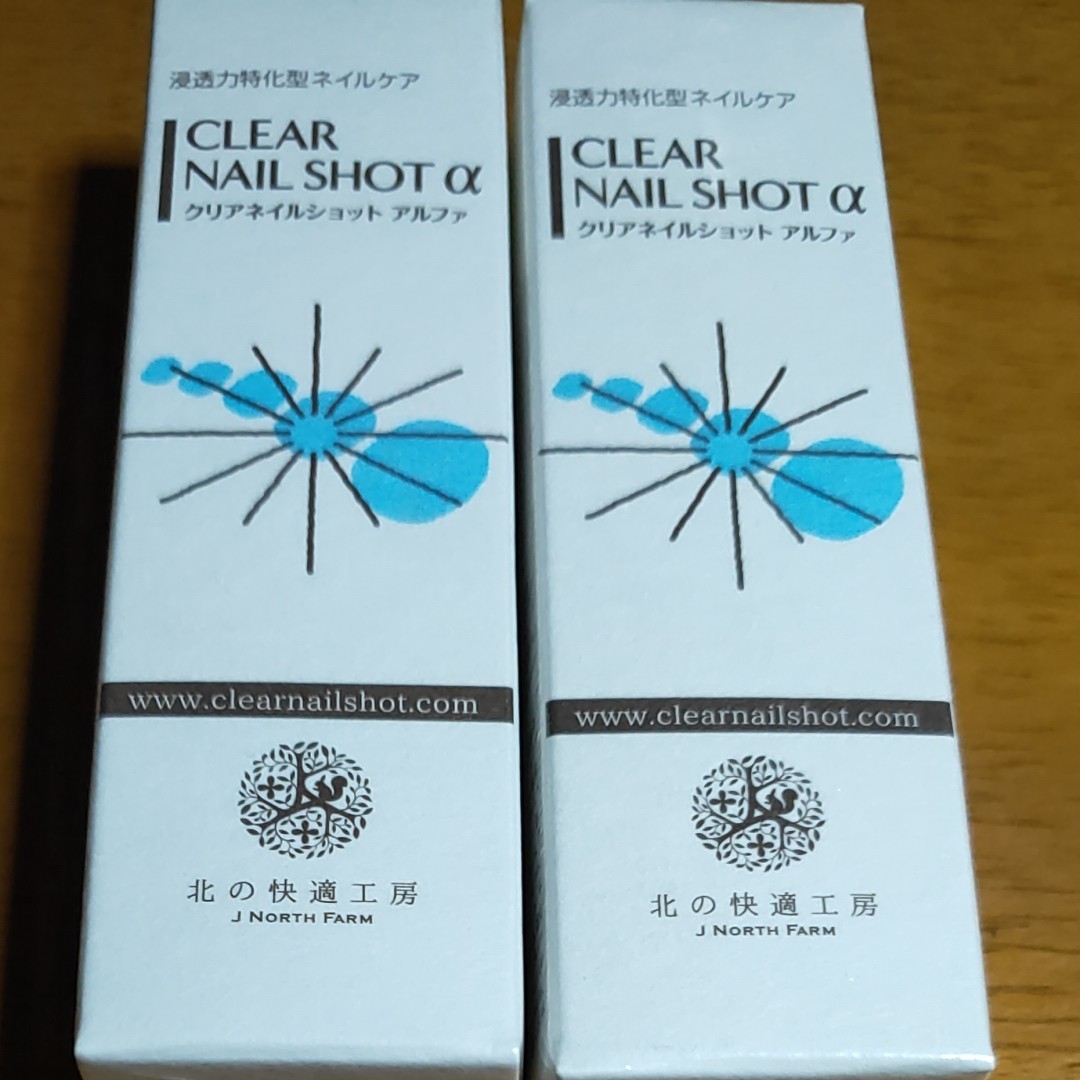 浸透力特化型ネイルケア
CLEAR
NAIL SHOT α
クリアネイルショット アルファ
www.clearnailshot.com
北の快適工房
J NORTH FARM
浸透力特化型ネイルケア
CLEAR
NAIL SHOT α
クリアネイルショット アルファ
www.clearnailshot.com
北の快適工房
J NORTH FARM